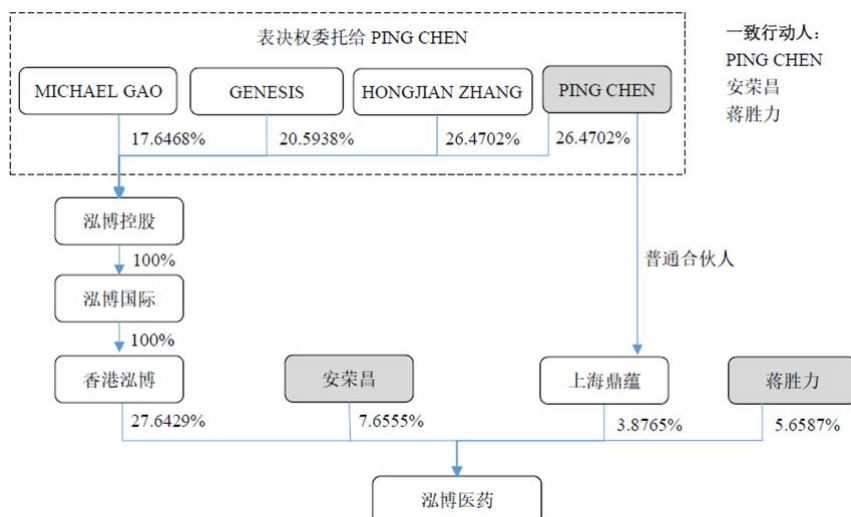 表决权委托给 PING CHEN
一致行动人：
PING CHEN
安荣昌
蒋胜力
MICHAEL GAO
GENESIS
HONGJIAN ZHANG
PING CHEN
17.6468%
20.5938%
26.4702%
26.4702%
泓博控股
100%
普通合伙人
泓博国际
100%
香港泓博
安荣昌
上海鼎蕴
蒋胜力
27.6429%
7.6555%
3.8765%
5.6587%
泓博医药